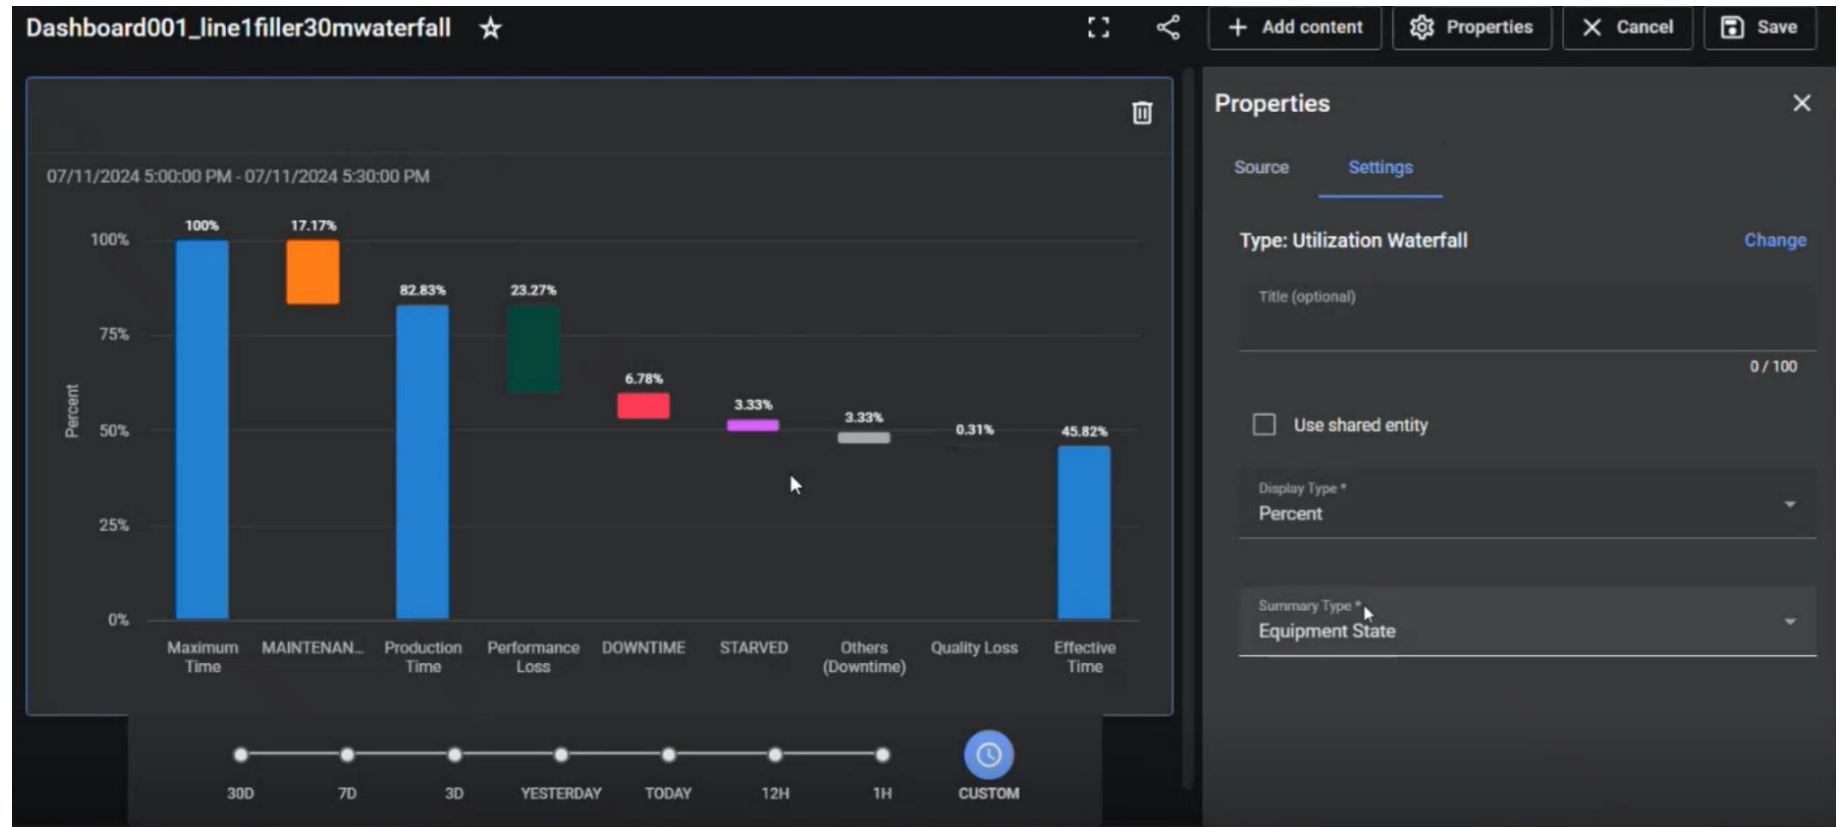 Dashboard001_line1filler30mwaterfall
Add content
Properties
Cancel
Save
07/11/2024 5:00:00 PM - 07/11/2024 5:30:00 PM
Percent
100%
75%
50%
25%
0%
100%
17.17%
82.83%
23.27%
6.78%
3.33%
3.33%
0.31%
45.82%
Maximum
Time
MAINTENAN...
Production
Time
Performance
Loss
DOWNTIME
STARVED
Others
(Downtime)
Quality Loss
Effective
Time
30D
7D
3D
YESTERDAY
TODAY
12H
1H
CUSTOM
Properties
Source
Settings
Type: Utilization Waterfall
Change
Title (optional)
0 / 100
Use shared entity
Display Type *
Percent
Summary Type *
Equipment State